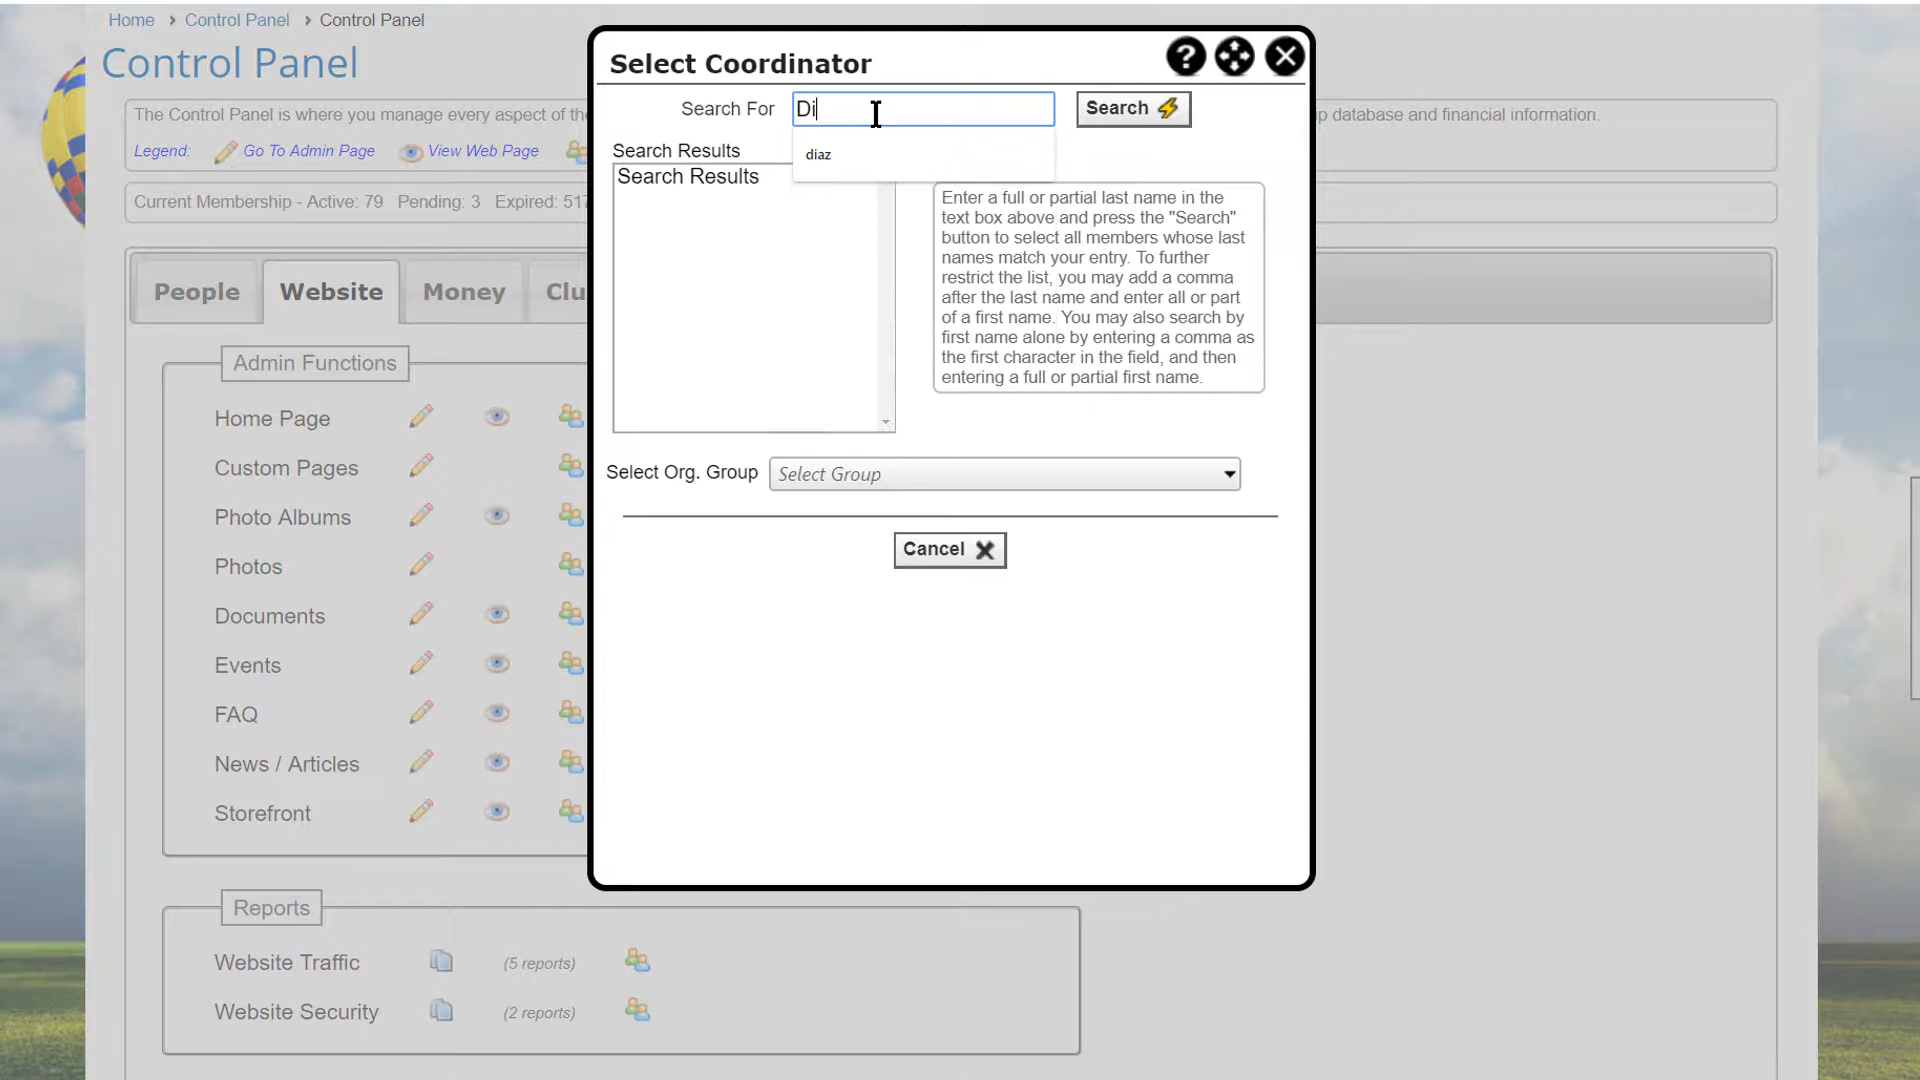 Home > Control Panel > Control Panel
Control Panel
The Control Panel is where you manage every aspect of the
p database and financial information.
Legend: Go To Admin Page View Web Page
Current Membership - Active: 79 Pending: 3 Expired: 517
People Website Money Clu
Admin Functions
Home Page
Custom Pages
Photo Albums
Photos
Documents
Events
FAQ
News / Articles
Storefront
Reports
Website Traffic (5 reports)
Website Security (2 reports)
Select Coordinator
Search For Di Search
diaz
Search Results
Search Results
Enter a full or partial last name in the
text box above and press the "Search"
button to select all members whose last
names match your entry. To further
restrict the list, you may add a comma
after the last name and enter all or part
of a first name. You may also search by
first name alone by entering a comma as
the first character in the field, and then
entering a full or partial first name.
Select Org. Group Select Group
Cancel